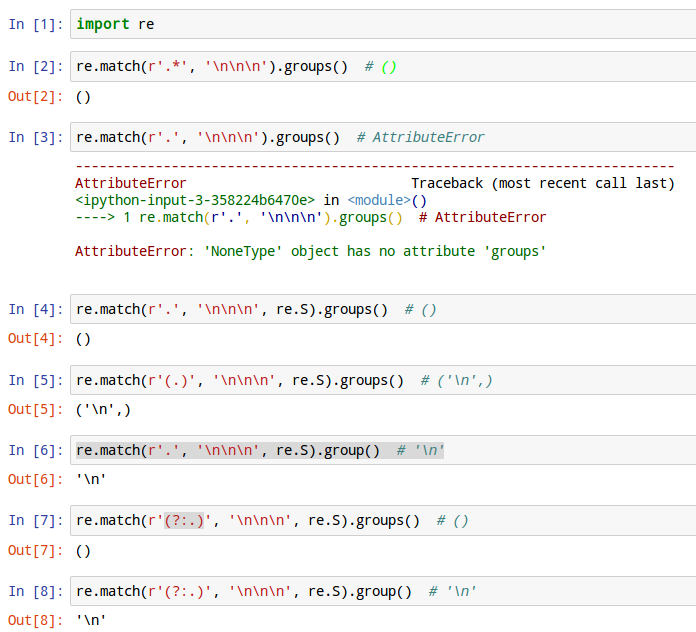 In [1]: import re
In [2]: re.match(r'.*', '\n\n\n').groups()  # ()
Out[2]: ()
In [3]: re.match(r'.', '\n\n\n').groups()  # AttributeError
---------------------------------------------------------------------------
AttributeError                            Traceback (most recent call last)
<ipython-input-3-358224b6470e> in <module>()
----> 1 re.match(r'.', '\n\n\n').groups()  # AttributeError
AttributeError: 'NoneType' object has no attribute 'groups'
In [4]: re.match(r'.', '\n\n\n', re.S).groups()  # ()
Out[4]: ()
In [5]: re.match(r'(.)', '\n\n\n', re.S).groups()  # ('\n',)
Out[5]: ('\n',)
In [6]: re.match(r'.', '\n\n\n', re.S).group()  # '\n'
Out[6]: '\n'
In [7]: re.match(r'(?:.)', '\n\n\n', re.S).groups()  # ()
Out[7]: ()
In [8]: re.match(r'(?:.)', '\n\n\n', re.S).group()  # '\n'
Out[8]: '\n'